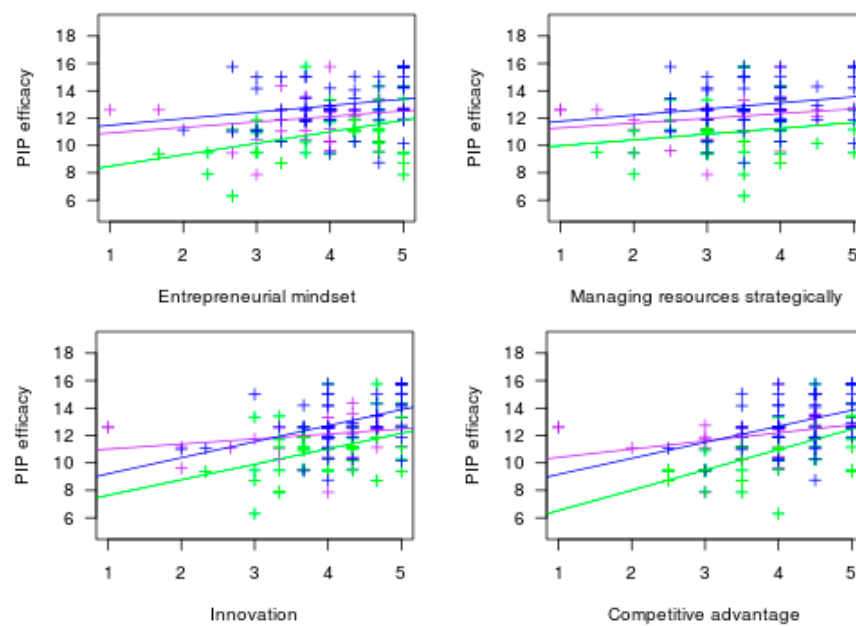 18
16
14
12
10
8
6
PIP efficacy
1 2 3 4 5
Entrepreneurial mindset
18
16
14
12
10
8
6
PIP efficacy
1 2 3 4 5
Managing resources strategically
18
16
14
12
10
8
6
PIP efficacy
1 2 3 4 5
Innovation
18
16
14
12
10
8
6
PIP efficacy
1 2 3 4 5
Competitive advantage